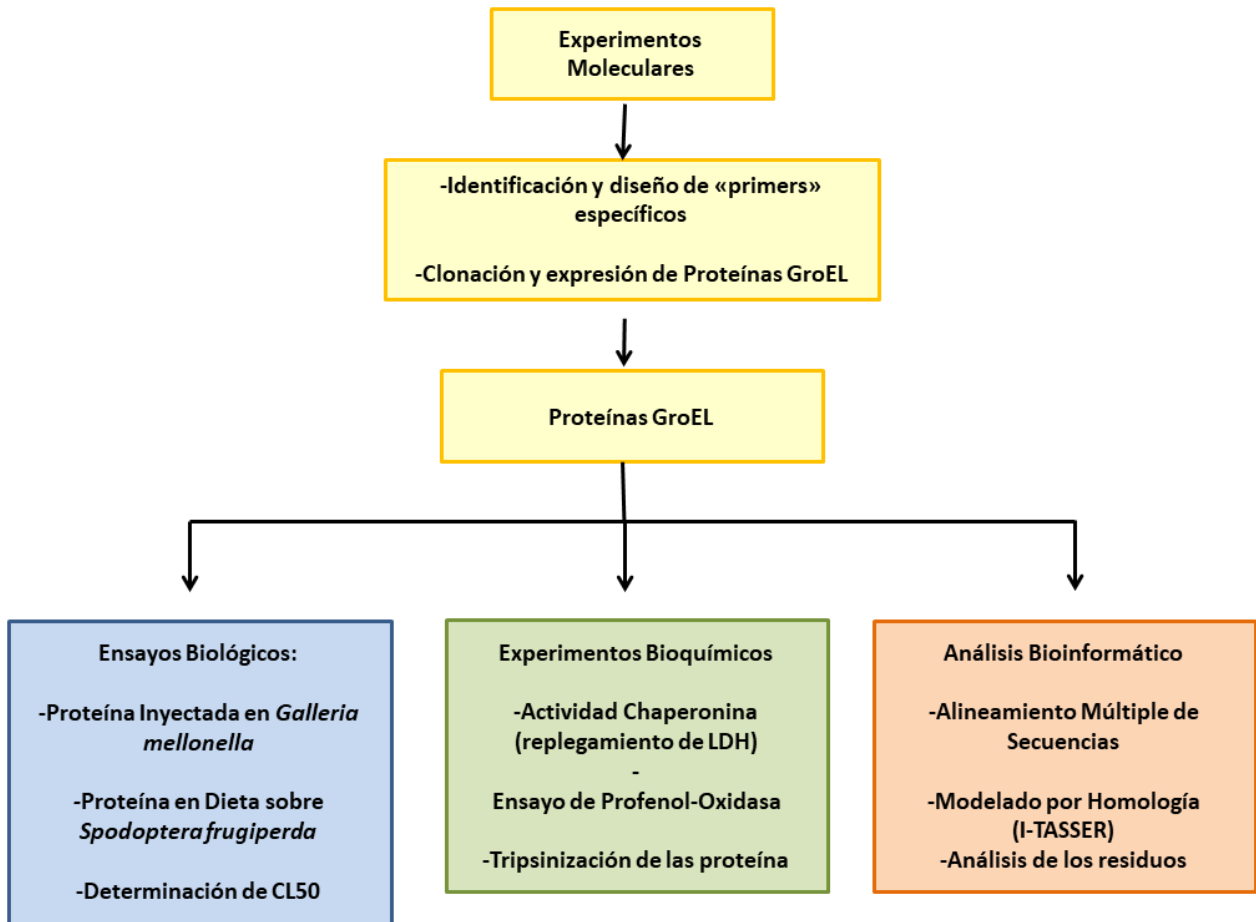 Experimentos
Moleculares
-Identificación y diseño de «primers»
específicos
-Clonación y expresión de Proteínas GroEL
Proteínas GroEL
Ensayos Biológicos:
-Proteína Inyectada en Galleria
mellonella
-Proteína en Dieta sobre
Spodoptera frugiperda
-Determinación de CL50
Experimentos Bioquímicos
-Actividad Chaperonina
(replegamiento de LDH)
-
Ensayo de Profenol-Oxidasa
-Tripsinización de las proteína
Análisis Bioinformático
-Alineamiento Múltiple de
Secuencias
-Modelado por Homología
(I-TASSER)
-Análisis de los residuos